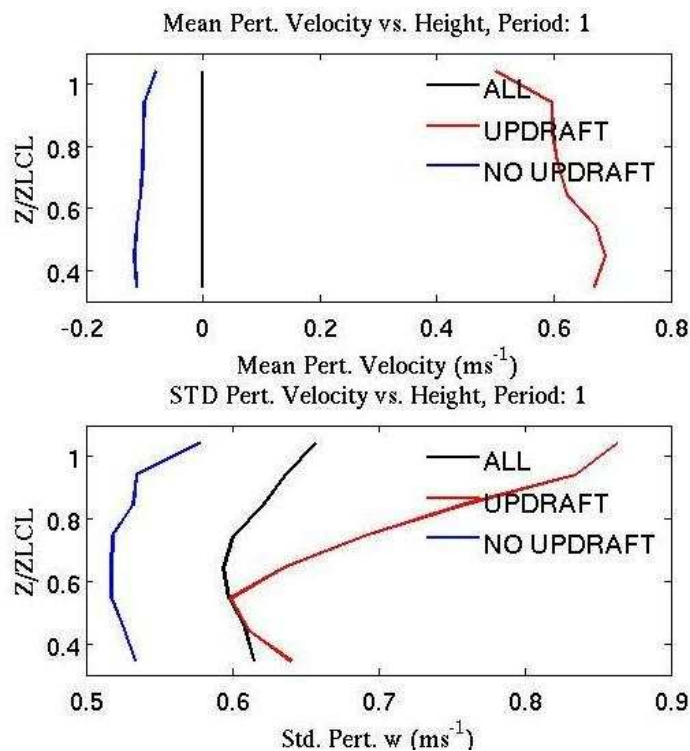 Mean Pert. Velocity vs. Height, Period: 1
1
0.8
0.6
0.4
Z/ZLCL
ALL
UPDRAFT
NO UPDRAFT
-0.2 0 0.2 0.4 0.6 0.8
Mean Pert. Velocity (ms⁻¹)
STD Pert. Velocity vs. Height, Period: 1
1
0.8
0.6
0.4
Z/ZLCL
ALL
UPDRAFT
NO UPDRAFT
0.5 0.6 0.7 0.8 0.9
Std. Pert. w (ms⁻¹)